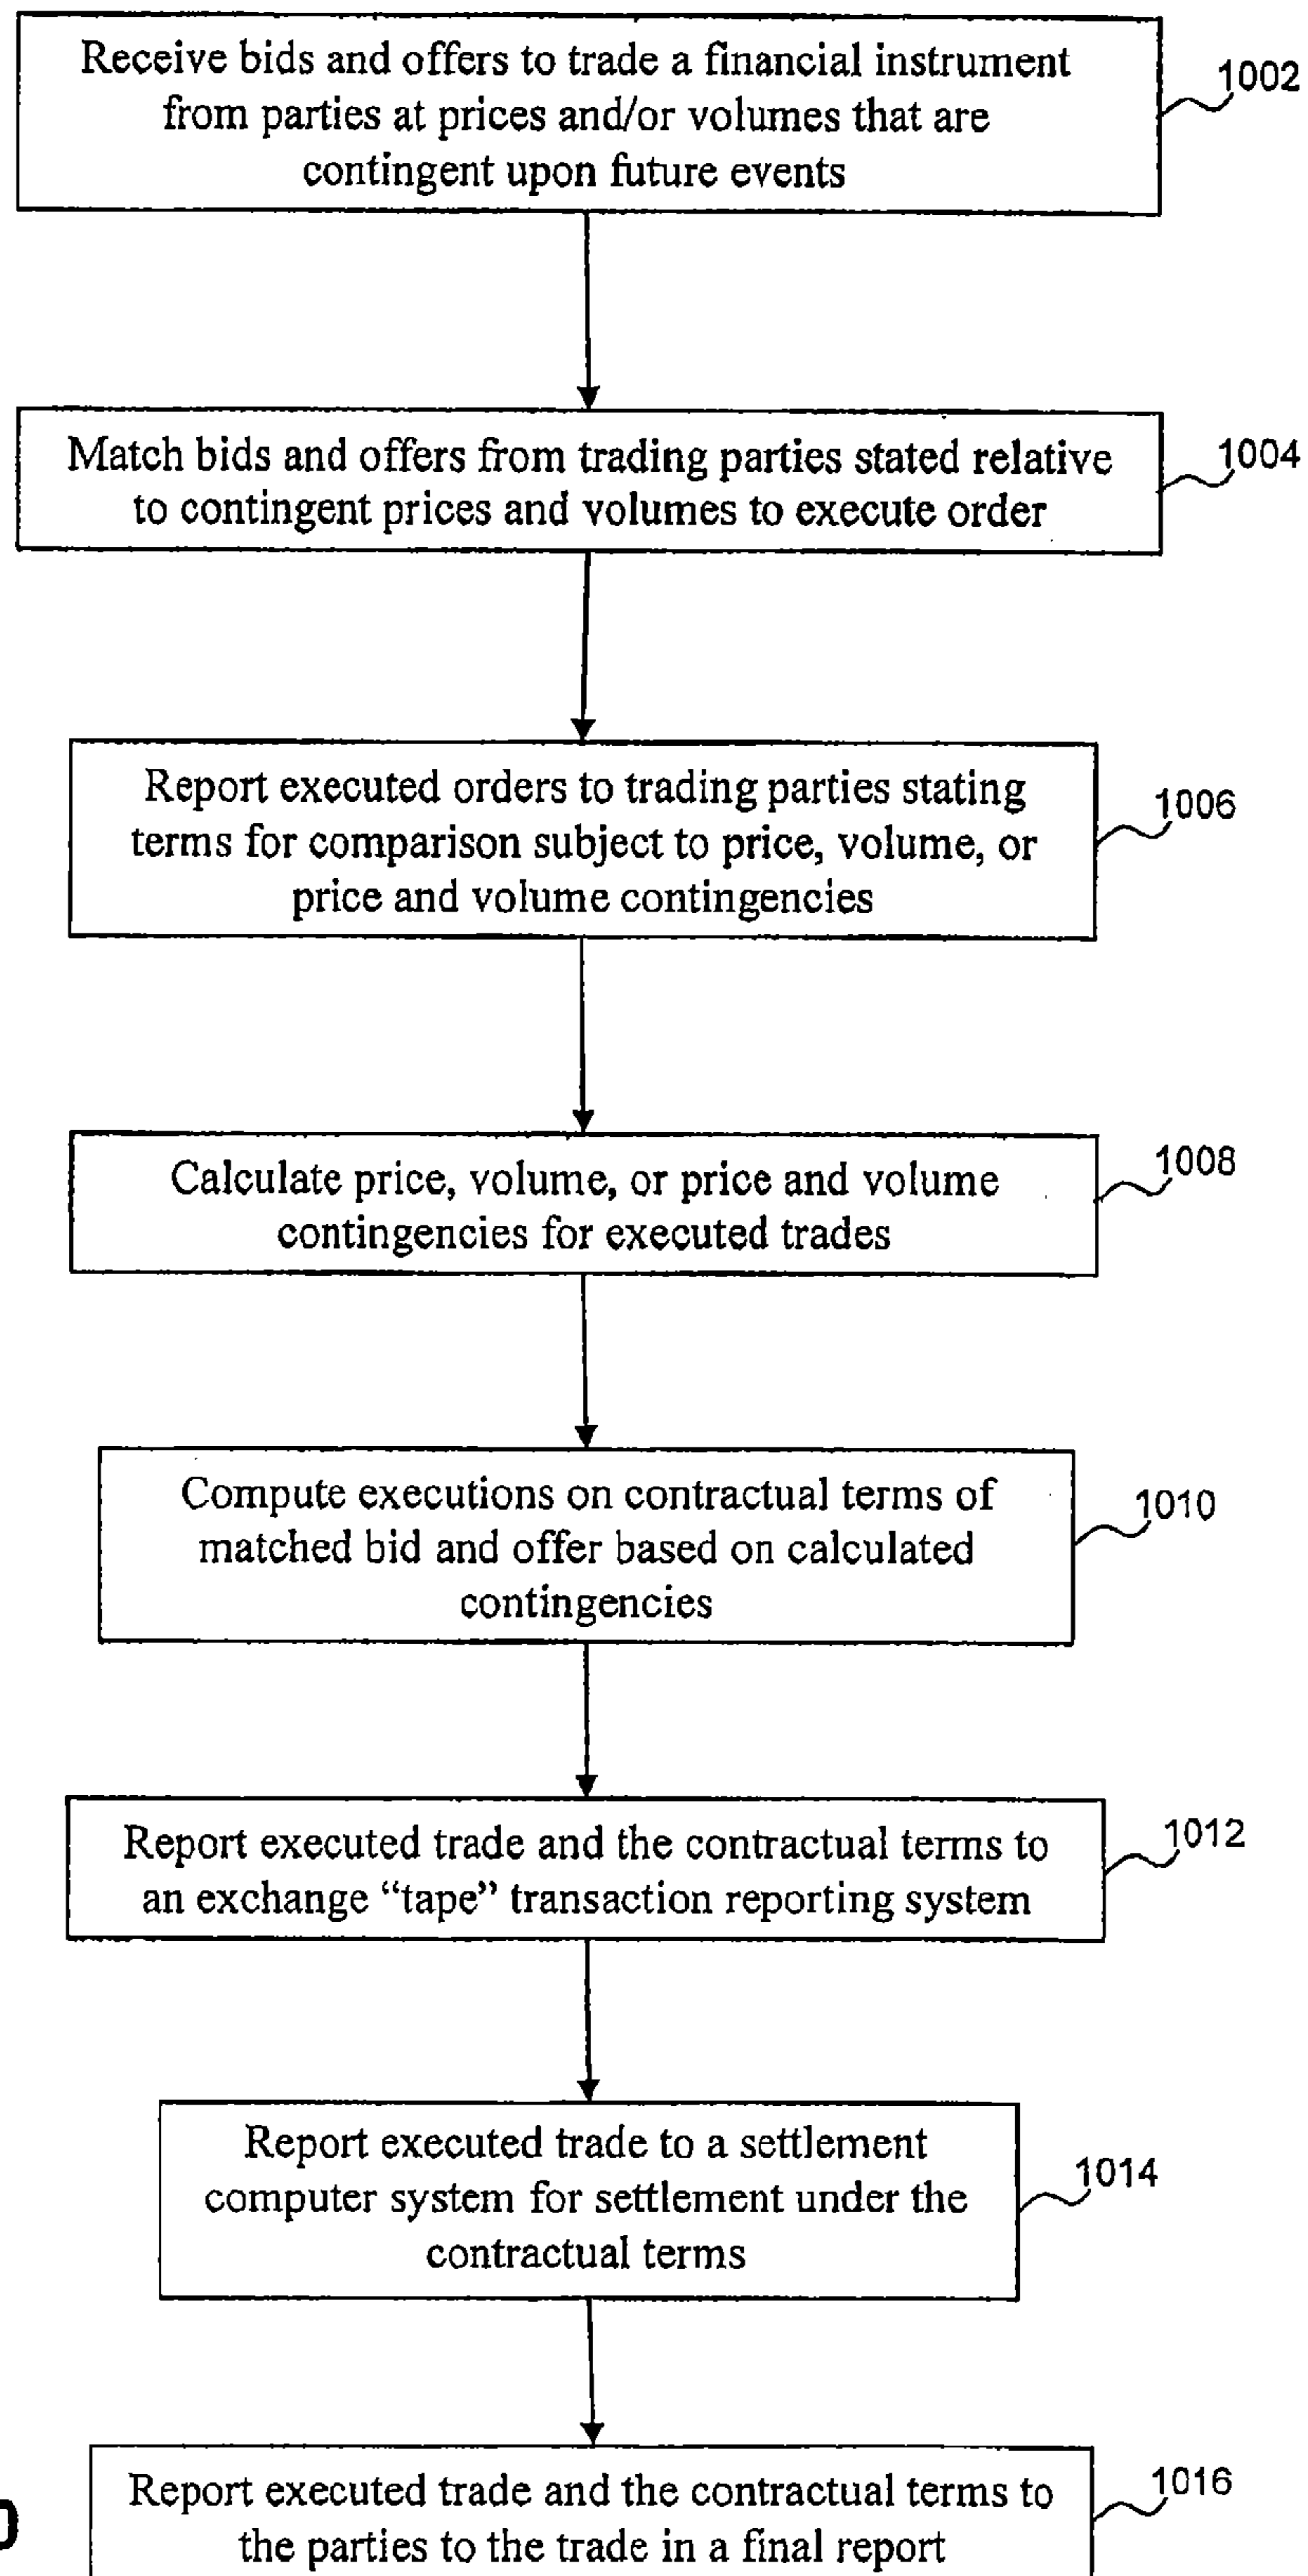 Receive bids and offers to trade a financial instrument
from parties at prices and/or volumes that are
contingent upon future events
1002
Match bids and offers from trading parties stated relative
to contingent prices and volumes to execute order
1004
Report executed orders to trading parties stating
terms for comparison subject to price, volume, or
price and volume contingencies
1006
Calculate price, volume, or price and volume
contingencies for executed trades
1008
Compute executions on contractual terms of
matched bid and offer based on calculated
contingencies
1010
Report executed trade and the contractual terms to
an exchange “tape” transaction reporting system
1012
Report executed trade to a settlement
computer system for settlement under the
contractual terms
1014
Report executed trade and the contractual terms to
the parties to the trade in a final report
1016